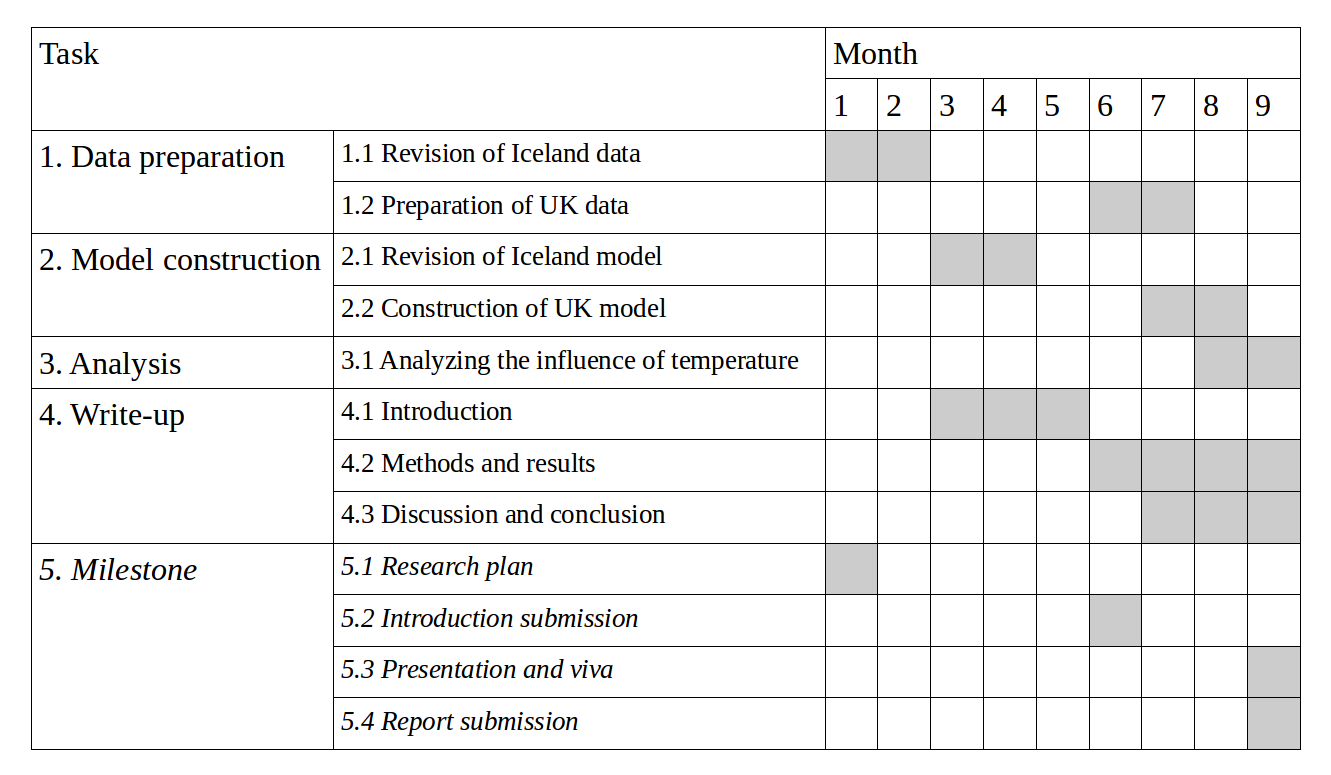 Task
Month
1 2 3 4 5 6 7 8 9
1. Data preparation
1.1 Revision of Iceland data
1.2 Preparation of UK data
2. Model construction
2.1 Revision of Iceland model
2.2 Construction of UK model
3. Analysis
3.1 Analyzing the influence of temperature
4. Write-up
4.1 Introduction
4.2 Methods and results
4.3 Discussion and conclusion
5. Milestone
5.1 Research plan
5.2 Introduction submission
5.3 Presentation and viva
5.4 Report submission